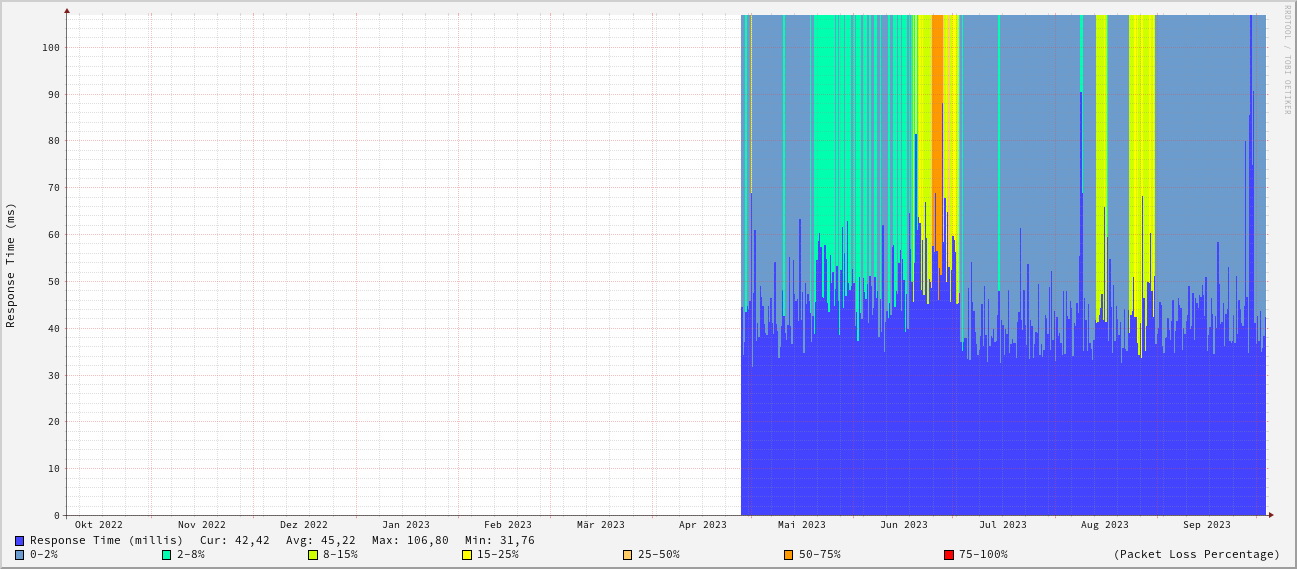 RRDTOOL / TOBI OETIKER
Response Time (ms)
100
90
80
70
60
50
40
30
20
10
0
Okt 2022 Nov 2022 Dez 2022 Jan 2023 Feb 2023 Mär 2023 Apr 2023 Mai 2023 Jun 2023 Jul 2023 Aug 2023 Sep 2023
Response Time (millis) Cur: 42,42 Avg: 45,22 Max: 106,80 Min: 31,76
0-2% 2-8% 8-15% 15-25% 25-50% 50-75% 75-100% (Packet Loss Percentage)